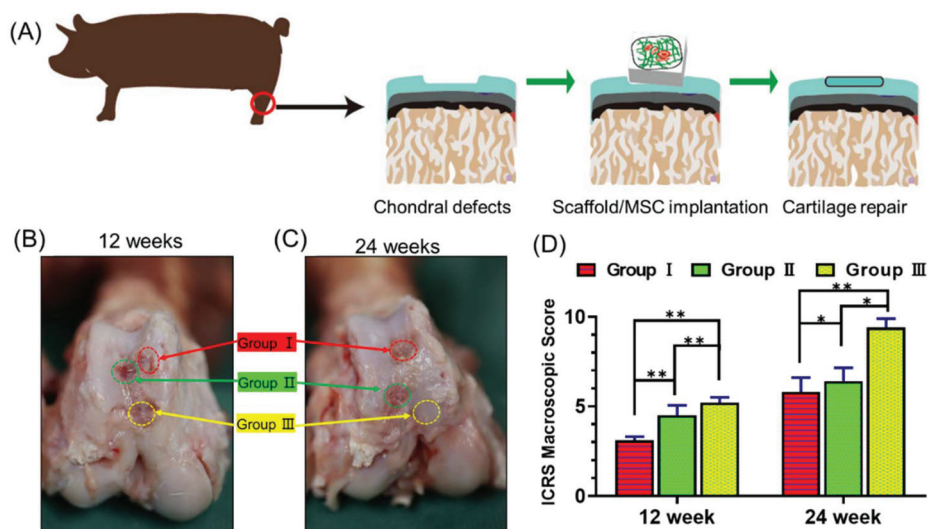 (A)
Chondral defects
Scaffold/MSC implantation
Cartilage repair
(B)
12 weeks
(C)
24 weeks
Group Ⅰ
Group Ⅱ
Group Ⅲ
(D)
Group Ⅰ Group Ⅱ Group Ⅲ
ICRS Macroscopic Score
10
5
0
**
**
**
**
*
*
12 week
24 week